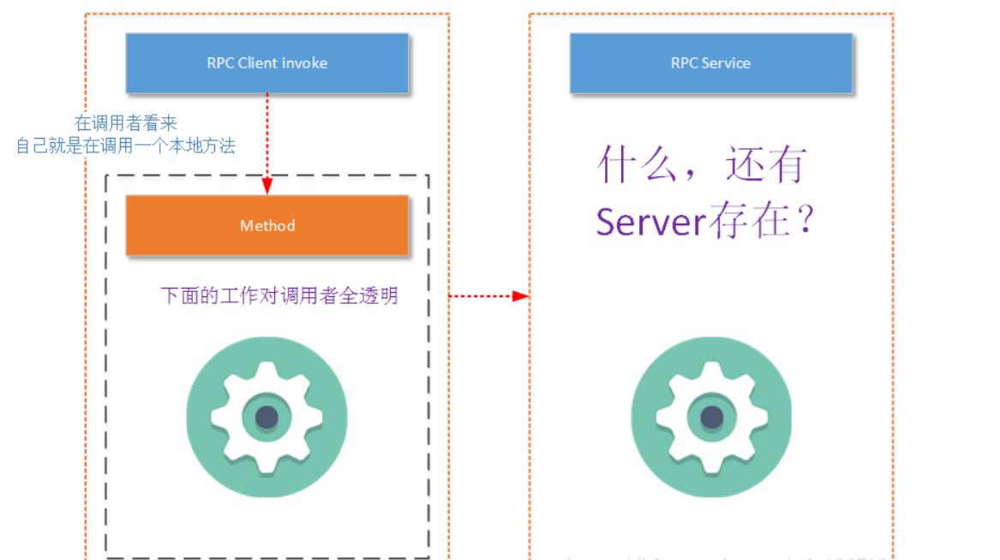 RPC Client invoke
在调用者看来
自己就是在调用一个本地方法
Method
下面的工作对调用者全透明
RPC Service
什么，还有
Server存在？